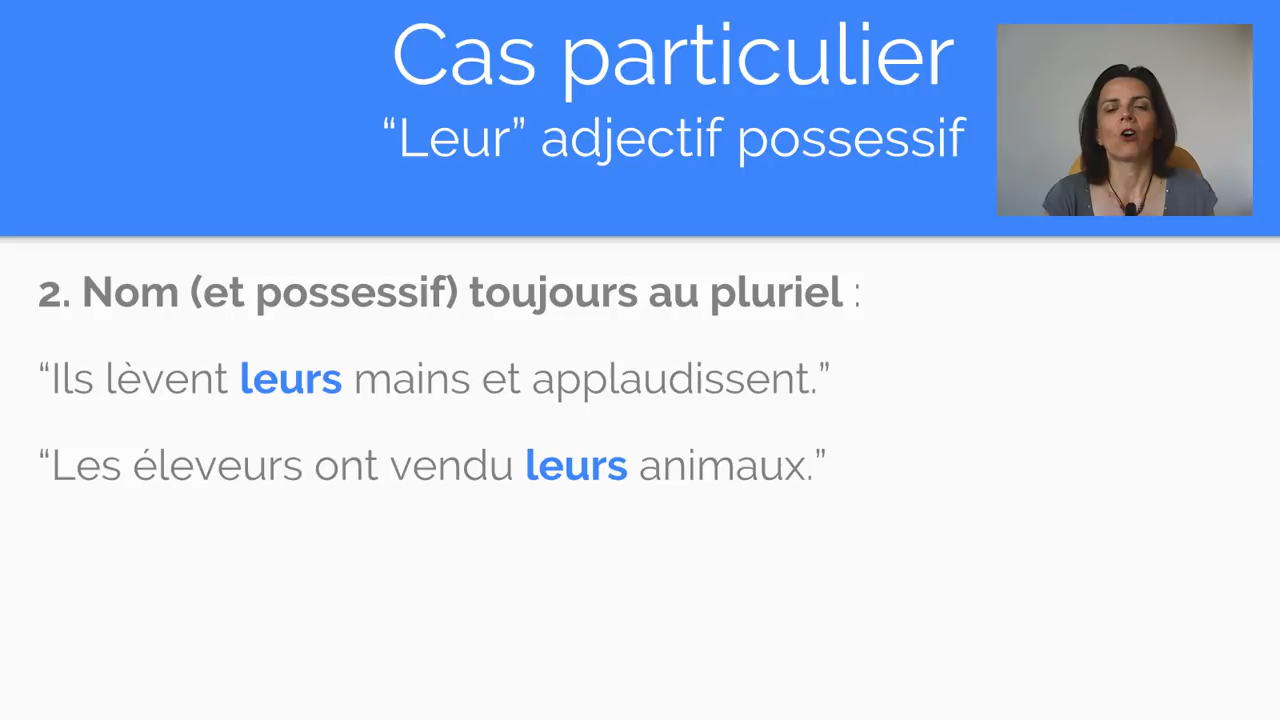 Cas particulier
“Leur” adjectif possessif
2. Nom (et possessif) toujours au pluriel :
“Ils lèvent leurs mains et applaudissent.”
“Les éleveurs ont vendu leurs animaux.”